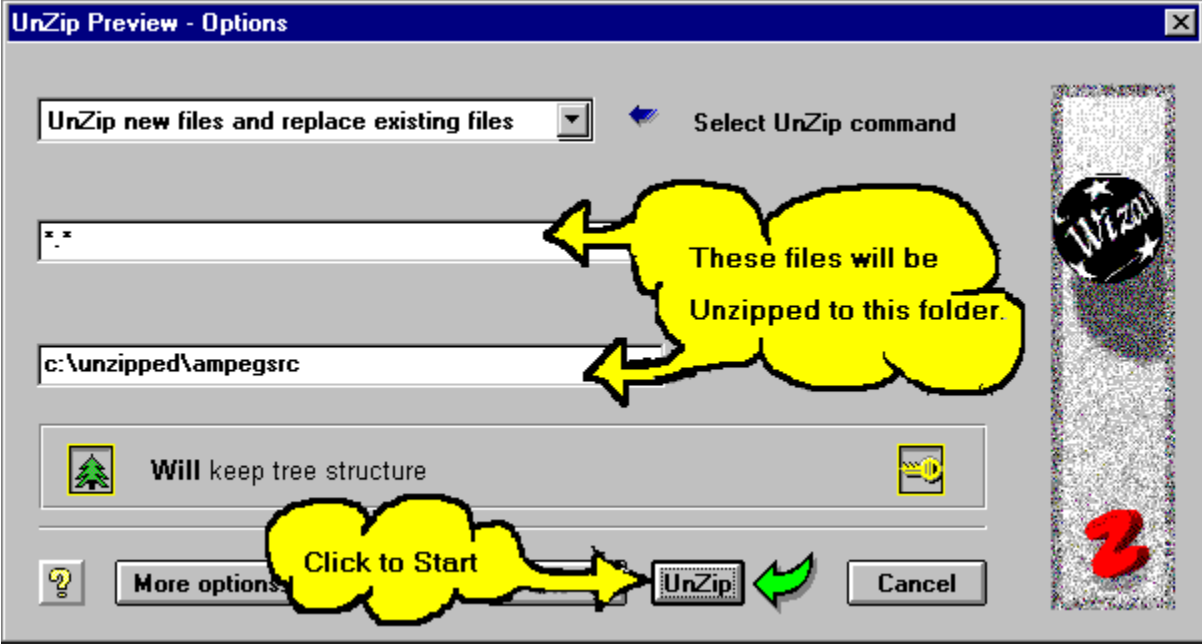 UnZip Preview - Options
UnZip new files and replace existing files
Select UnZip command
*.*
These files will be
Unzipped to this folder.
c:\unzipped\ampegsrc
Will keep tree structure
Click to Start
? More options. UnZip Cancel